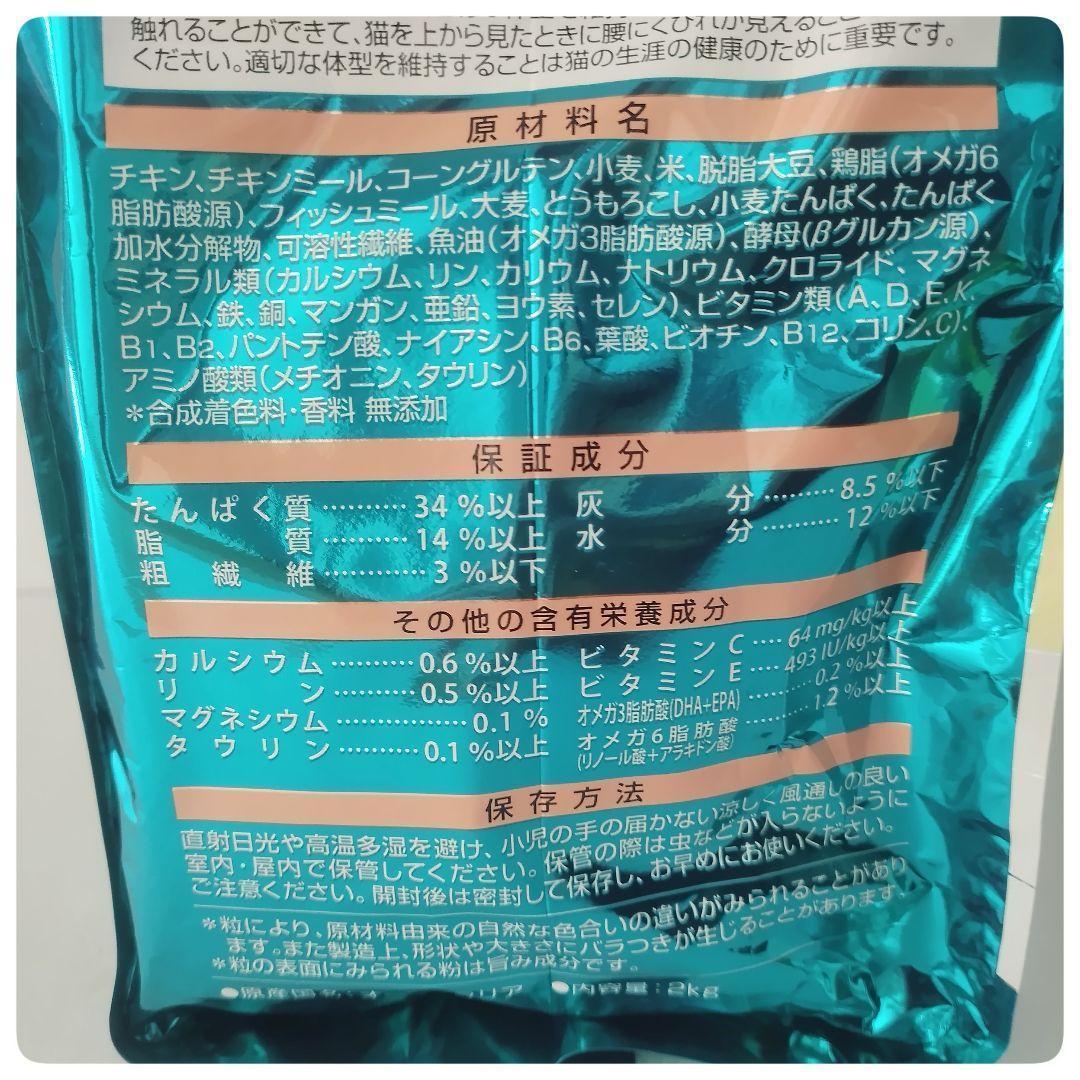 触れることができて、猫を上から見たときに腰にくびれが見えること
ください。適切な体型を維持することは猫の生涯の健康のために重要です。
原材料名
チキン、チキンミール、コーングルテン、小麦、米、脱脂大豆、鶏脂(オメガ6
脂肪酸源)、フィッシュミール、大麦、とうもろこし、小麦たんぱく、たんぱく
加水分解物、可溶性繊維、魚油(オメガ3脂肪酸源)、酵母(βグルカン源)、
ミネラル類(カルシウム、リン、カリウム、ナトリウム、クロライド、マグネ
シウム、鉄、銅、マンガン、亜鉛、ヨウ素、セレン)、ビタミン類(A、D、E、K、
B1、B2、パントテン酸、ナイアシン、B6、葉酸、ビオチン、B12、コリン、C)、
アミノ酸類(メチオニン、タウリン)
*合成着色料・香料 無添加
保証成分
たんぱく質············34 %以上 灰分·········8.5 %以下
脂質············14 %以上 水分··········12 %以下
粗繊維············3 %以下
その他の含有栄養成分
カルシウム···········0.6 %以上 ビタミンC····64 mg/kg以上
リン···········0.5 %以上 ビタミンE····493 IU/kg以上
マグネシウム·················0.1 % オメガ3脂肪酸(DHA+EPA)·········0.2 %以上
タウリン···········0.1 %以上 オメガ6脂肪酸·········1.2 %以上
(リノール酸+アラキドン酸)
保存方法
直射日光や高温多湿を避け、小児の手の届かない涼しく風通しの良い
室内・屋内で保管してください。保管の際は虫などが入らないように
ご注意ください。開封後は密封して保存し、お早めにお使いください。
*粒により、原材料由来の自然な色合いの違いがみられることがあり
ます。また製造上、形状や大きさにバラつきが生じることがあります。
*粒の表面にみられる粉は旨み成分です。
●原産国 リア ●内容量:2kg